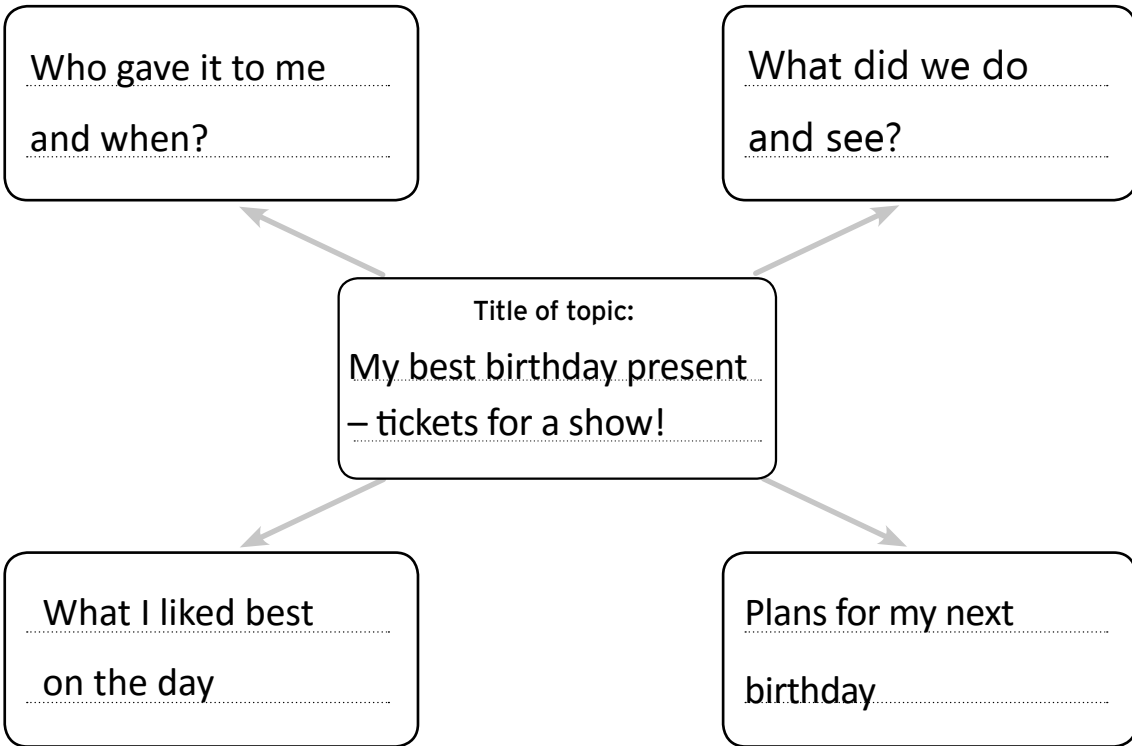 Who gave it to me
and when?
What did we do
and see?
Title of topic:
My best birthday present
– tickets for a show!
What I liked best
on the day
Plans for my next
birthday